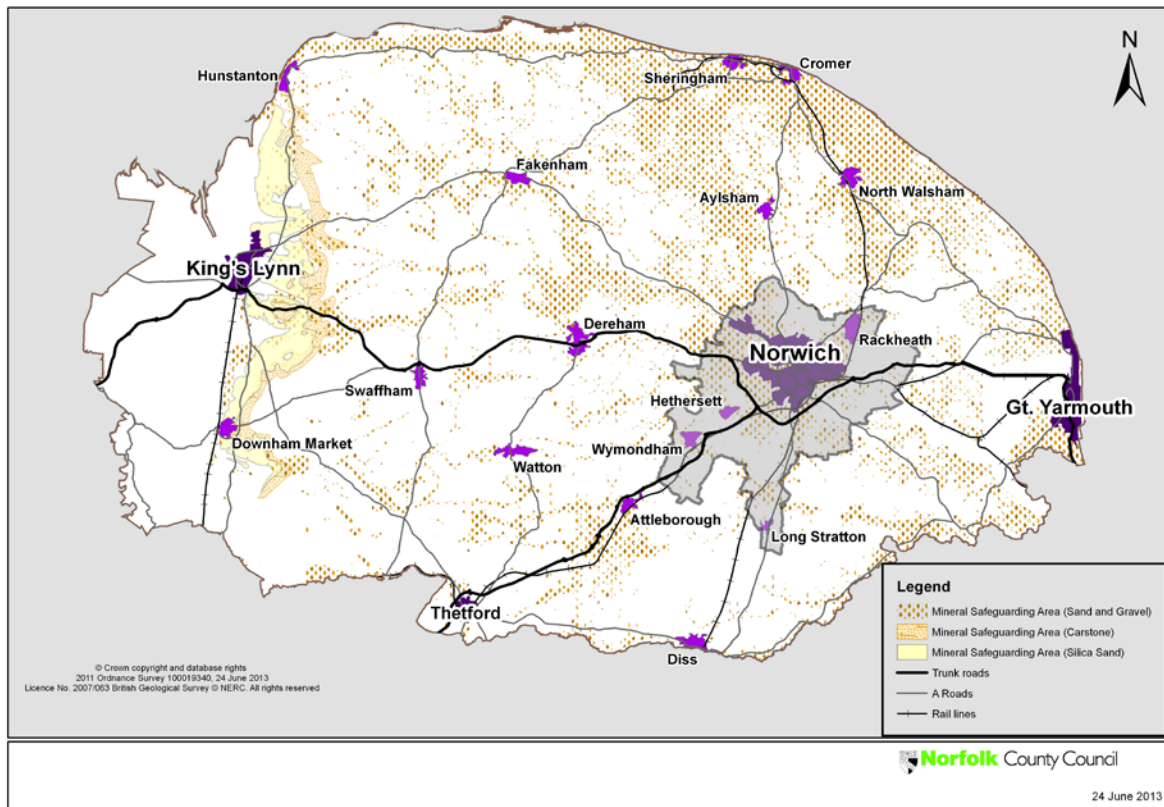 N
Hunstanton
Sheringham
Cromer
Fakenham
Aylsham
North Walsham
King's Lynn
Dereham
Norwich
Rackheath
Swaffham
Hethersett
Gt. Yarmouth
Downham Market
Wymondham
Watton
Attleborough
Long Stratton
Thetford
Diss
Legend
Mineral Safeguarding Area (Sand and Gravel)
Mineral Safeguarding Area (Carstone)
Mineral Safeguarding Area (Silica Sand)
Trunk roads
A Roads
Rail lines
© Crown copyright and database rights
2011 Ordnance Survey 100019340, 24 June 2013
Licence No. 2007/063 British Geological Survey © NERC. All rights reserved
Norfolk County Council
24 June 2013